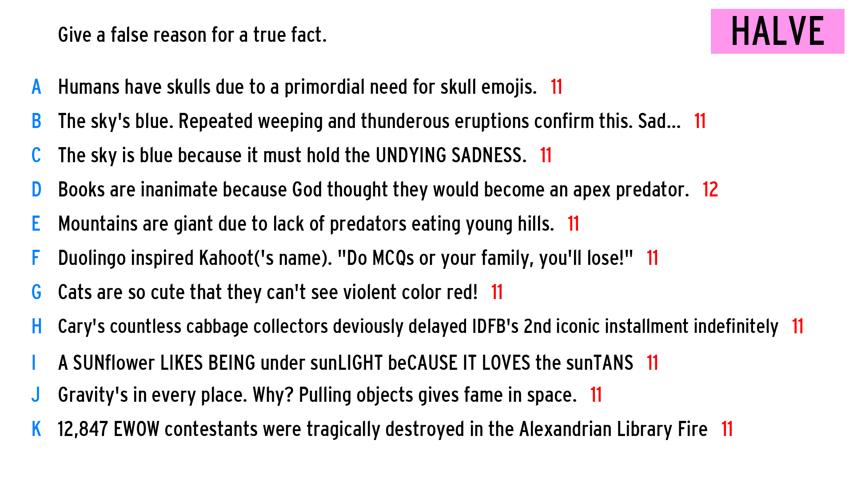 Give a false reason for a true fact.
HALVE
A Humans have skulls due to a primordial need for skull emojis. 11
B The sky's blue. Repeated weeping and thunderous eruptions confirm this. Sad... 11
C The sky is blue because it must hold the UNDYING SADNESS. 11
D Books are inanimate because God thought they would become an apex predator. 12
E Mountains are giant due to lack of predators eating young hills. 11
F Duolingo inspired Kahoot('s name). "Do MCQs or your family, you'll lose!" 11
G Cats are so cute that they can't see violent color red! 11
H Cary's countless cabbage collectors deviously delayed IDFB's 2nd iconic installment indefinitely 11
I A SUNflower LIKES BEING under sunLIGHT beCAUSE IT LOVES the sunTANS 11
J Gravity's in every place. Why? Pulling objects gives fame in space. 11
K 12,847 EWOW contestants were tragically destroyed in the Alexandrian Library Fire 11